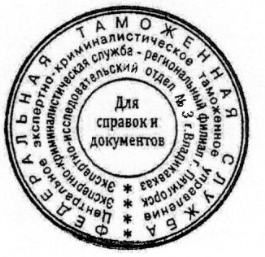 ФЕДЕРАЛЬНАЯ ТАМОЖЕННАЯ СЛУЖБА
Центральное экспертно-криминалистическое таможенное управление
Экспертно-криминалистическая служба - региональный филиал г. Пятигорск
Экспертно-исследовательский отдел № 3 г. Владикавказ
Для
справок и
документов